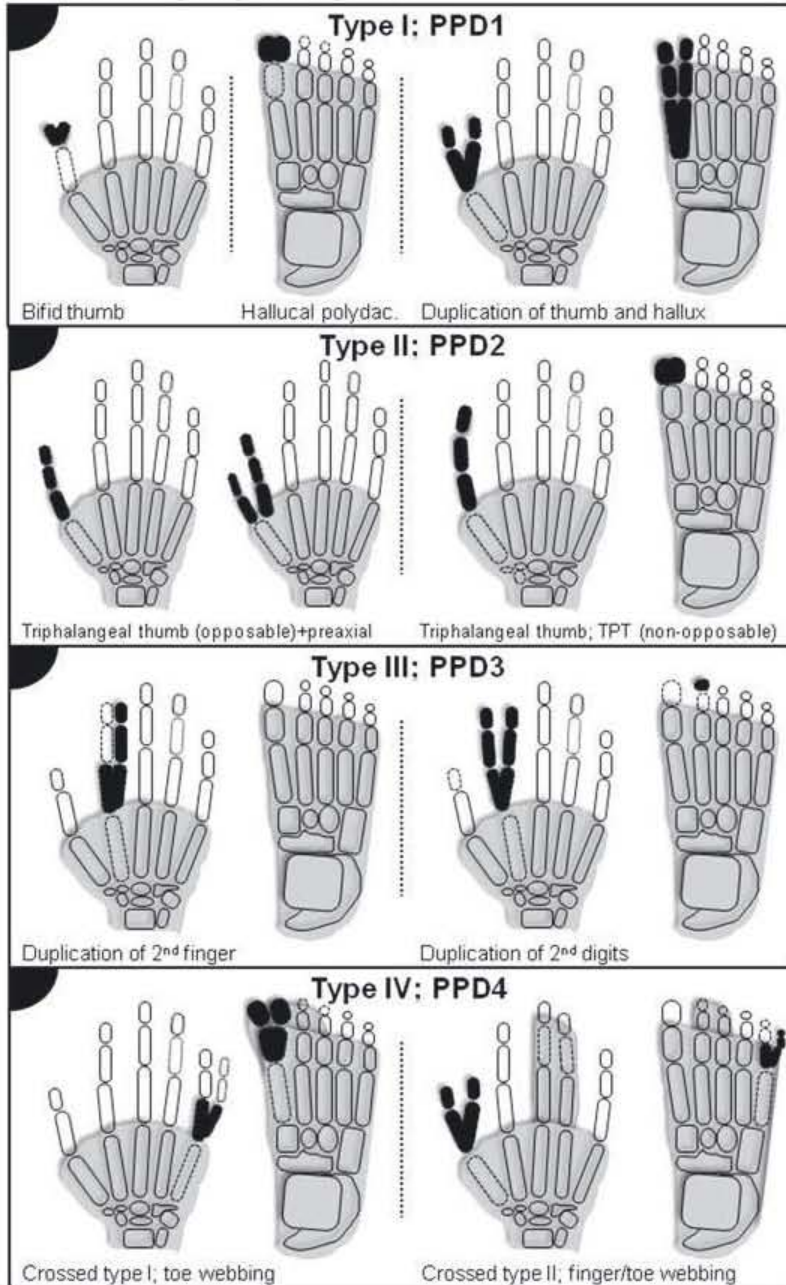 Type I; PPD1
Bifid thumb
Hallucal polydac.
Duplication of thumb and hallux
Type II; PPD2
Triphalangeal thumb (opposable)+preaxial
Triphalangeal thumb; TPT (non-opposable)
Type III; PPD3
Duplication of 2nd finger
Duplication of 2nd digits
Type IV; PPD4
Crossed type I; toe webbing
Crossed type II; finger/toe webbing